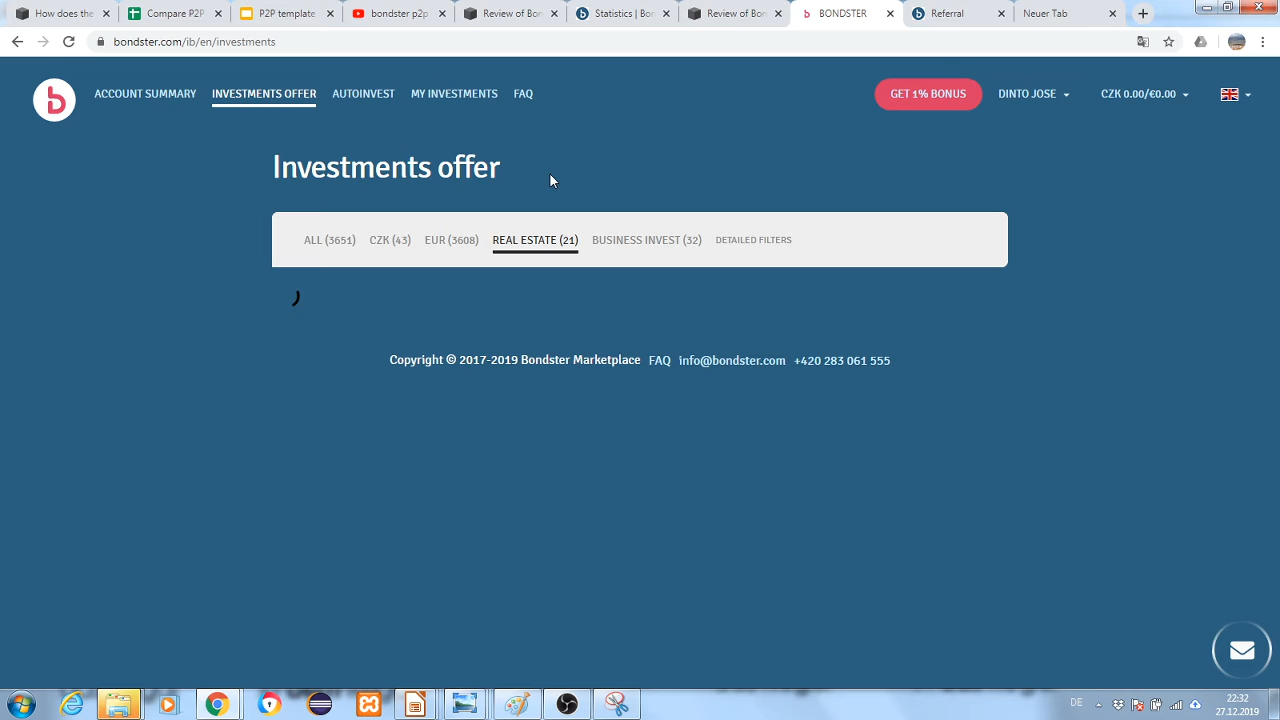 How does the
Compare P2P
P2P template
bondster p2p
Review of Bon
Statistics | Bon
Review of Bon
BONDSTER
Referral
Neuer Tab
bondster.com/ib/en/investments
b
ACCOUNT SUMMARY
INVESTMENTS OFFER
AUTOINVEST
MY INVESTMENTS
FAQ
GET 1% BONUS
DINTO JOSE
CZK 0.00/€0.00
Investments offer
ALL (3651)
CZK (43)
EUR (3608)
REAL ESTATE (21)
BUSINESS INVEST (32)
DETAILED FILTERS
Copyright © 2017-2019 Bondster Marketplace
FAQ
info@bondster.com
+420 283 061 555
DE
22:32
27.12.2019